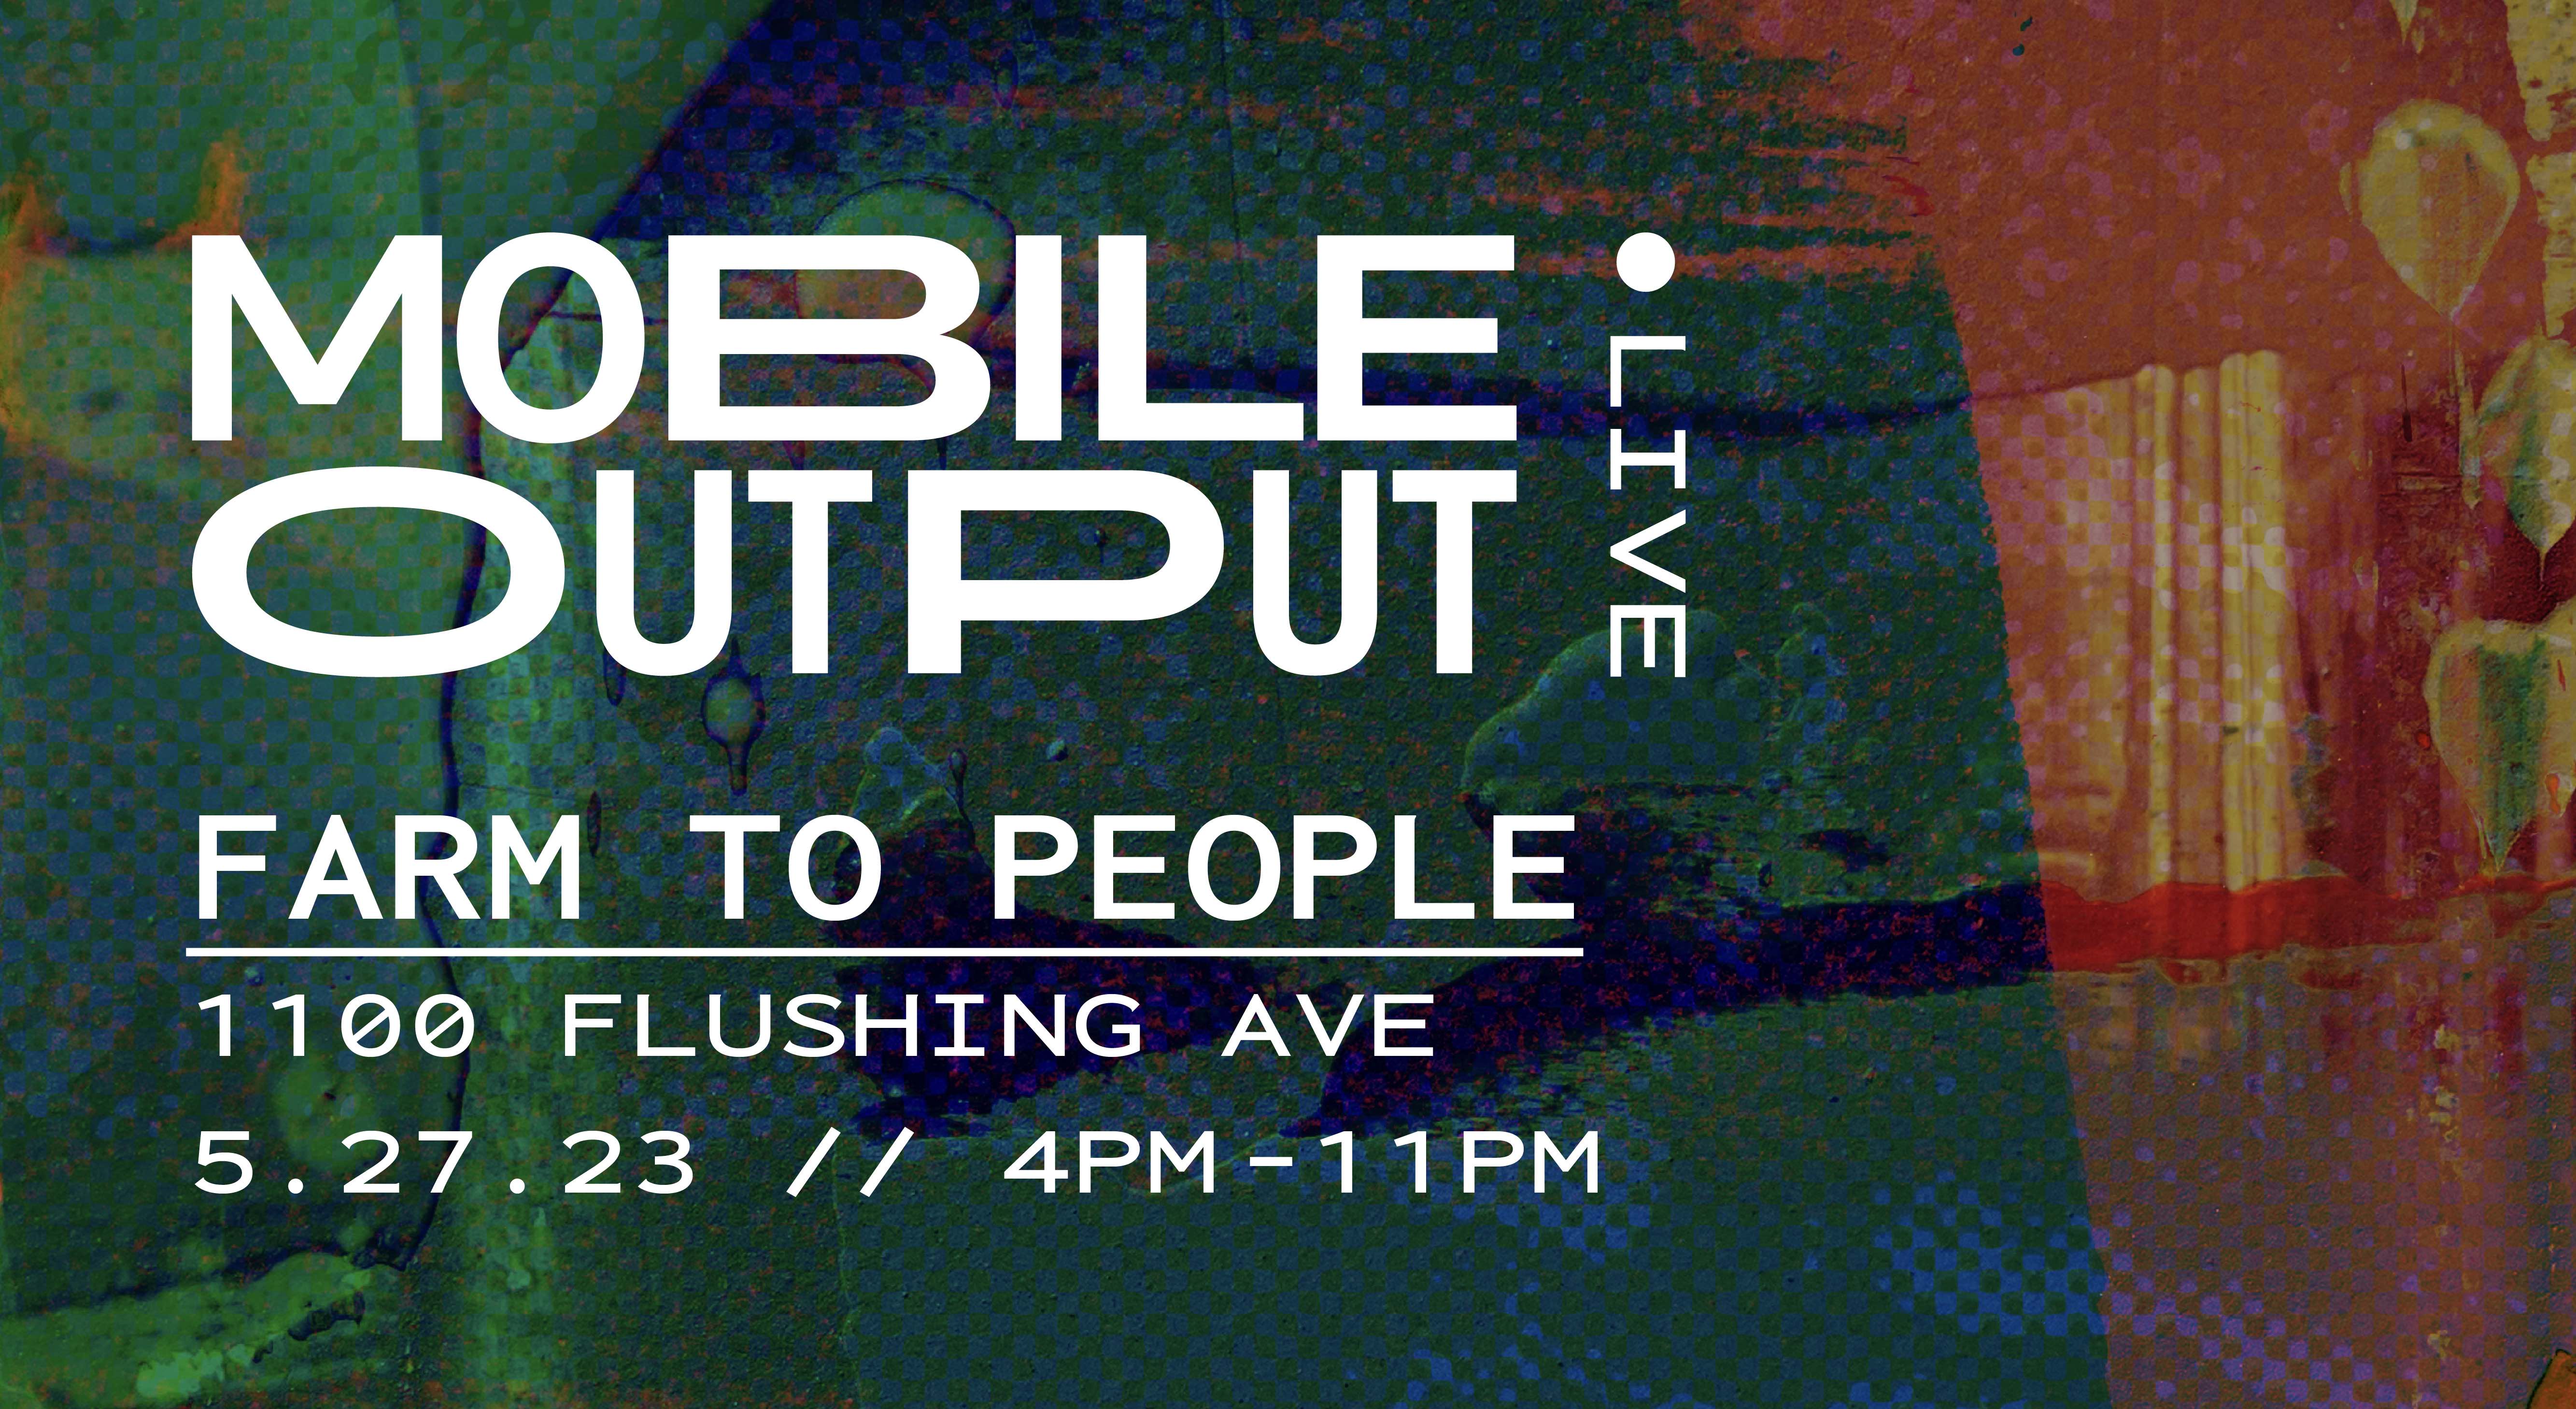 MOBILE
OUTPUT
LIVE
FARM TO PEOPLE
1100 FLUSHING AVE
5.27.23 // 4PM-11PM